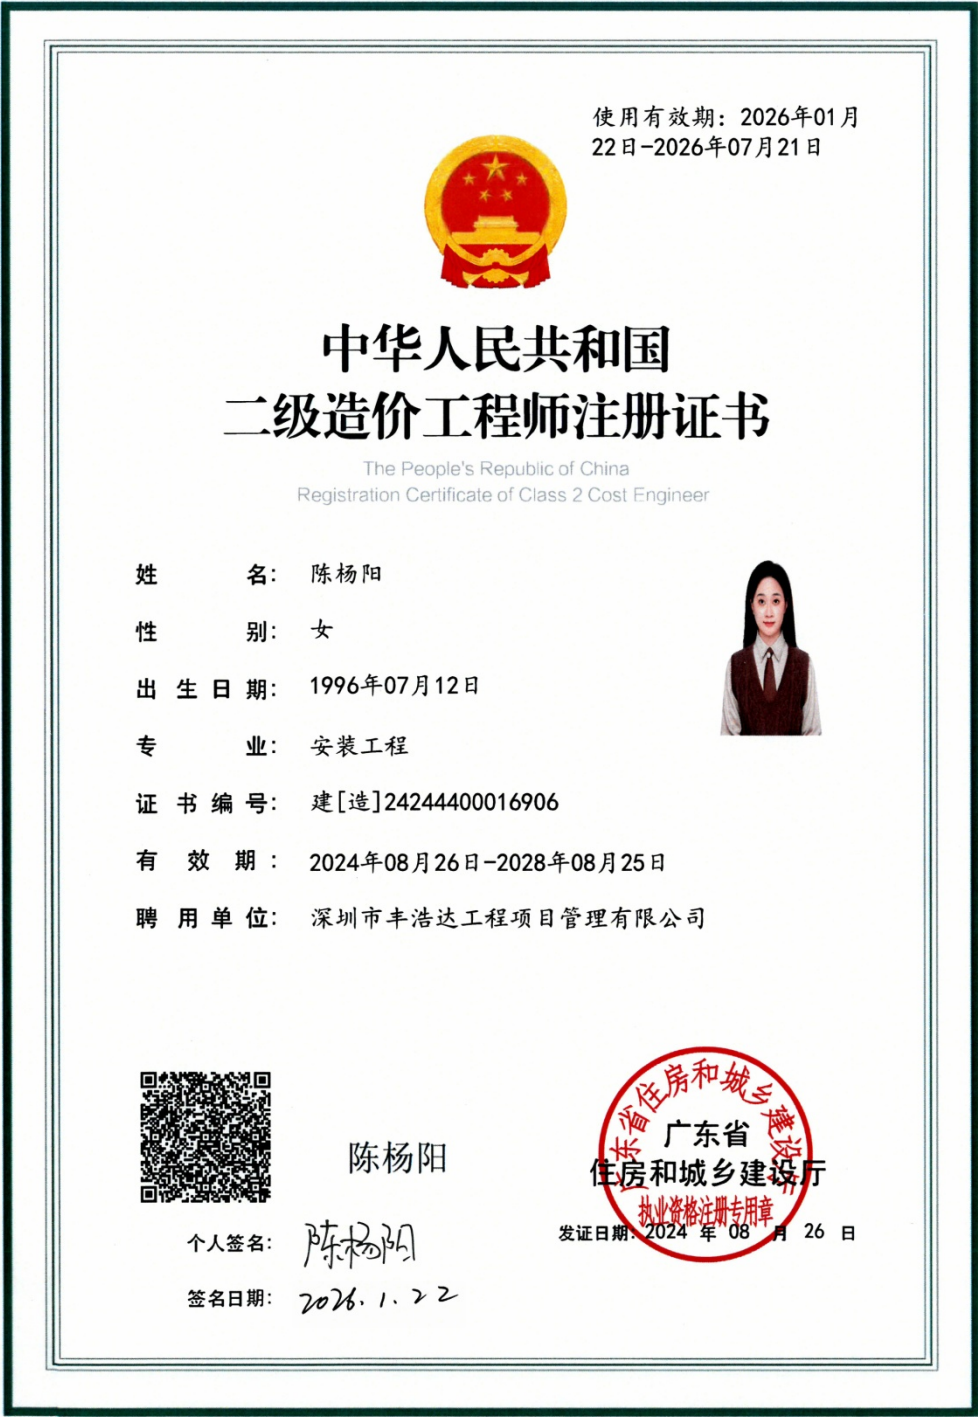 使用有效期：2026年01月
22日-2026年07月21日
中华人民共和国
二级造价工程师注册证书
The People's Republic of China
Registration Certificate of Class 2 Cost Engineer
姓名：陈杨阳
性别：女
出生日期：1996年07月12日
专业：安装工程
证书编号：建[造]24244400016906
有效期：2024年08月26日-2028年08月25日
聘用单位：深圳市丰浩达工程项目管理有限公司
广东省住房和城乡建设厅
广东省
住房和城乡建设厅
执业资格注册专用章
发证日期：2024 年 08 月 26 日
陈杨阳
个人签名：陈杨阳
签名日期：2026.1.22